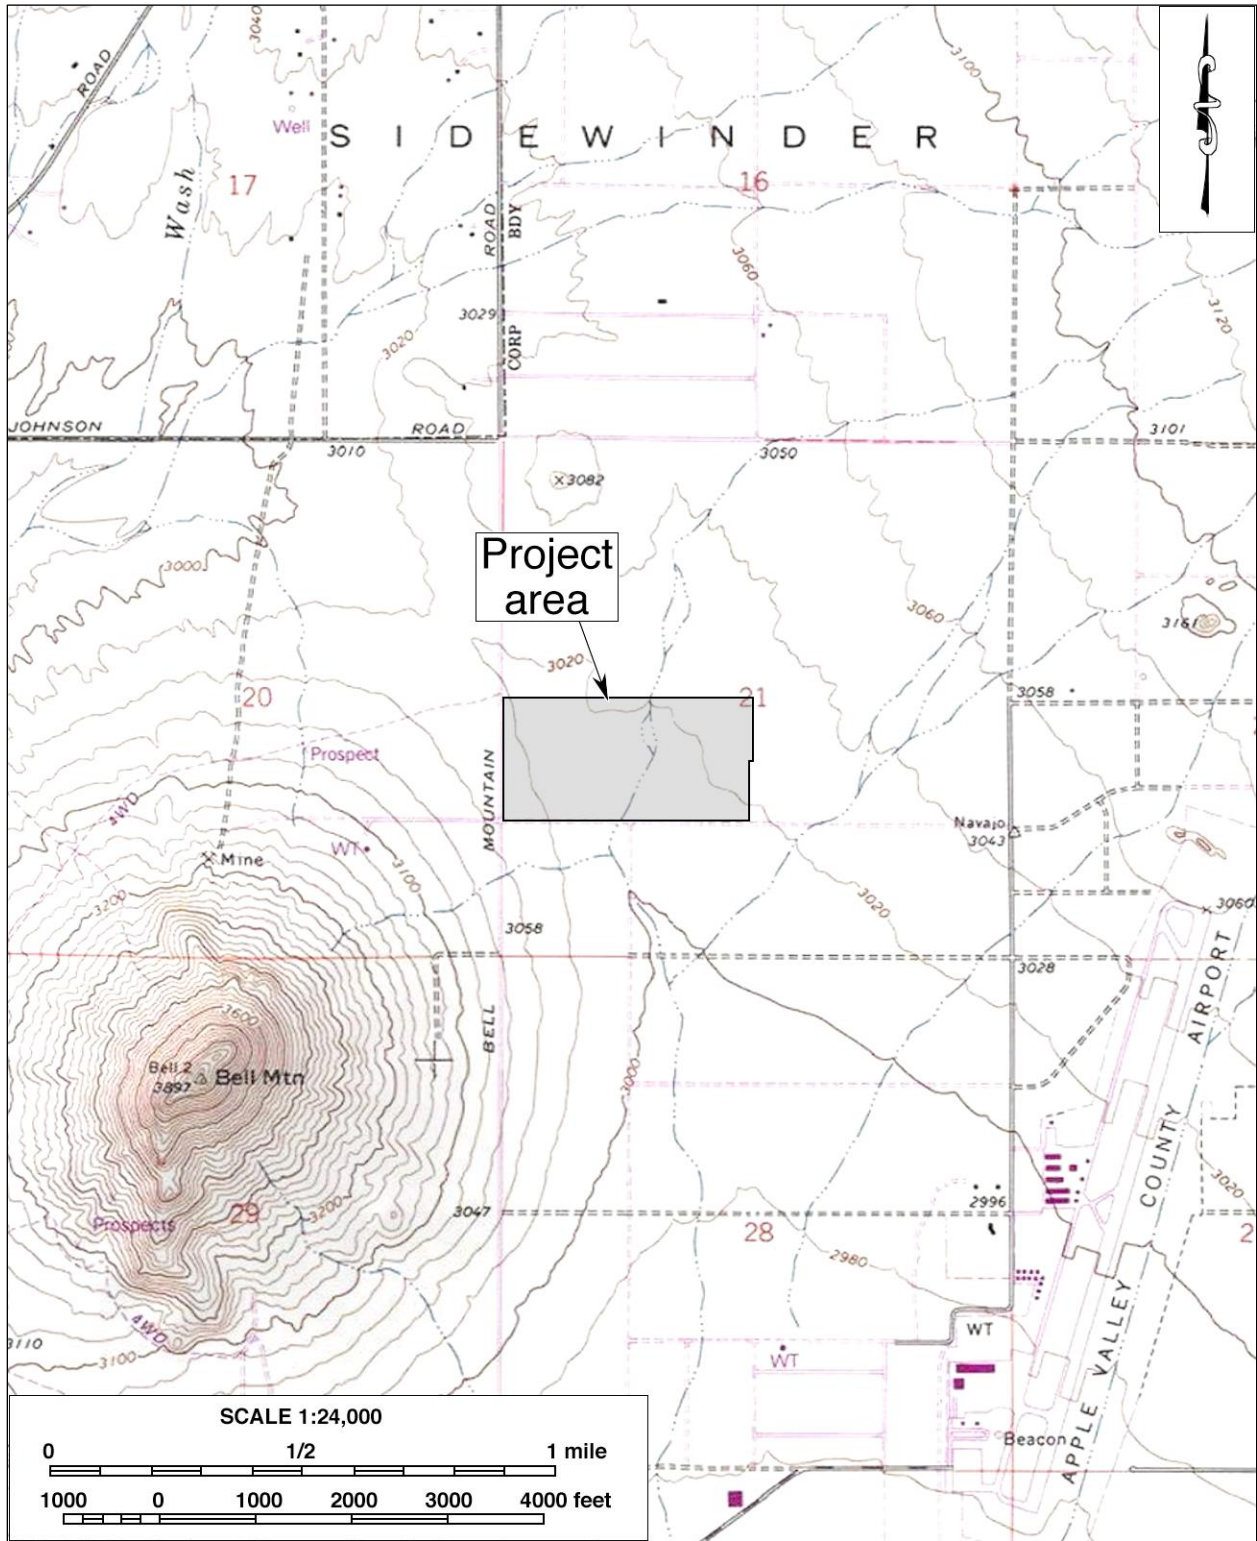 3040
3100
ROAD
Well
SIDEWINDER
Wash
17
16
ROAD
BDY
3060
3029
3020
CORP
3120
JOHNSON
ROAD
3101
3010
3050
3082
Project
area
3000
3060
3161
3020
20
21
3058
Prospect
MOUNTAIN
4WD
Navajo
3043
WT
Mine
3100
3200
3020
3060
3058
3028
AIRPORT
3600
BELL
Bell 2
3897
Bell Mtn
3000
COUNTY
3020
3200
3047
2996
Prospects
29
28
2
2980
VALLEY
4WD
3110
3100
WT
WT
APPLE
Beacon
SCALE 1:24,000
0 1/2 1 mile
1000 0 1000 2000 3000 4000 feet